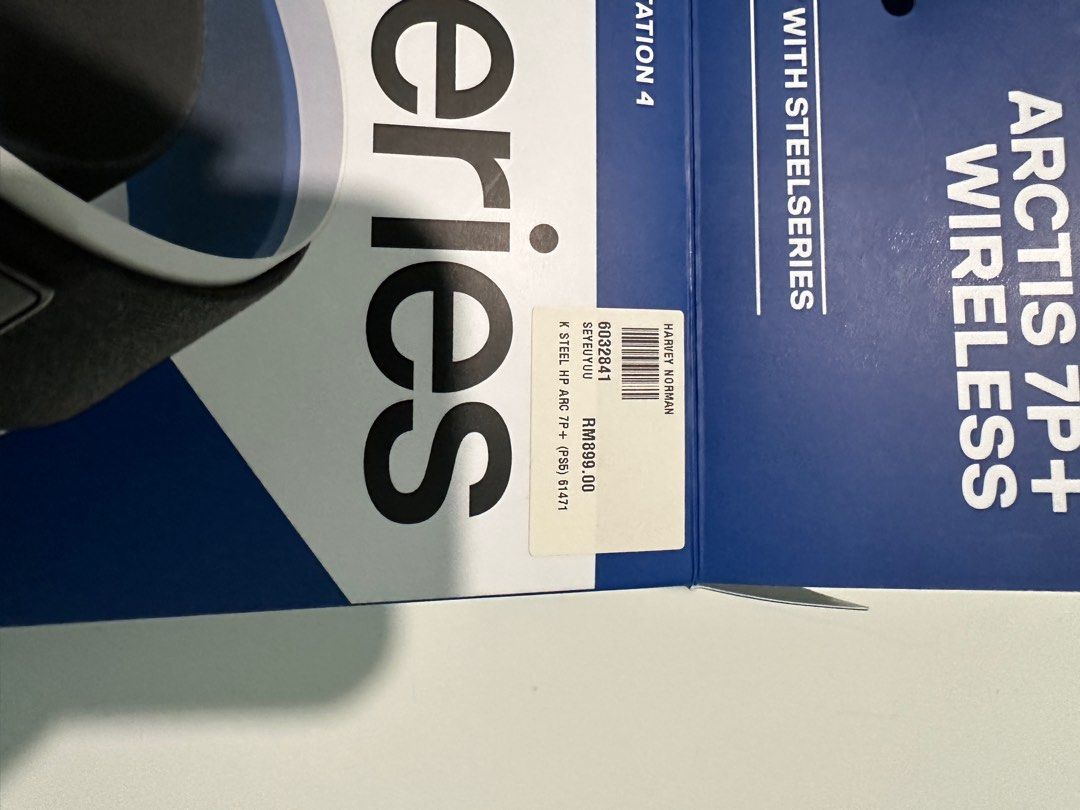 eries
TATION 4
WITH STEELSERIES
ARCTIS 7P+
WIRELESS
HARVEY NORMAN
6032841
SEYEUYUU RM899.00
K STEEL HP ARC 7P+ (PS5) 61471